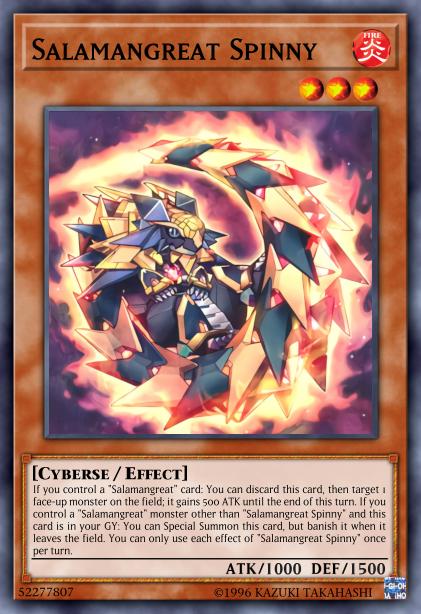 SALAMANGREAT SPINNY
FIRE
炎
[CYBERSE / EFFECT]
If you control a "Salamangreat" card: You can discard this card, then target 1
face-up monster on the field; it gains 500 ATK until the end of this turn. If you
control a "Salamangreat" monster other than "Salamangreat Spinny" and this
card is in your GY: You can Special Summon this card, but banish it when it
leaves the field. You can only use each effect of "Salamangreat Spinny" once
per turn.
ATK/1000 DEF/1500
52277807
©1996 KAZUKI TAKAHASHI